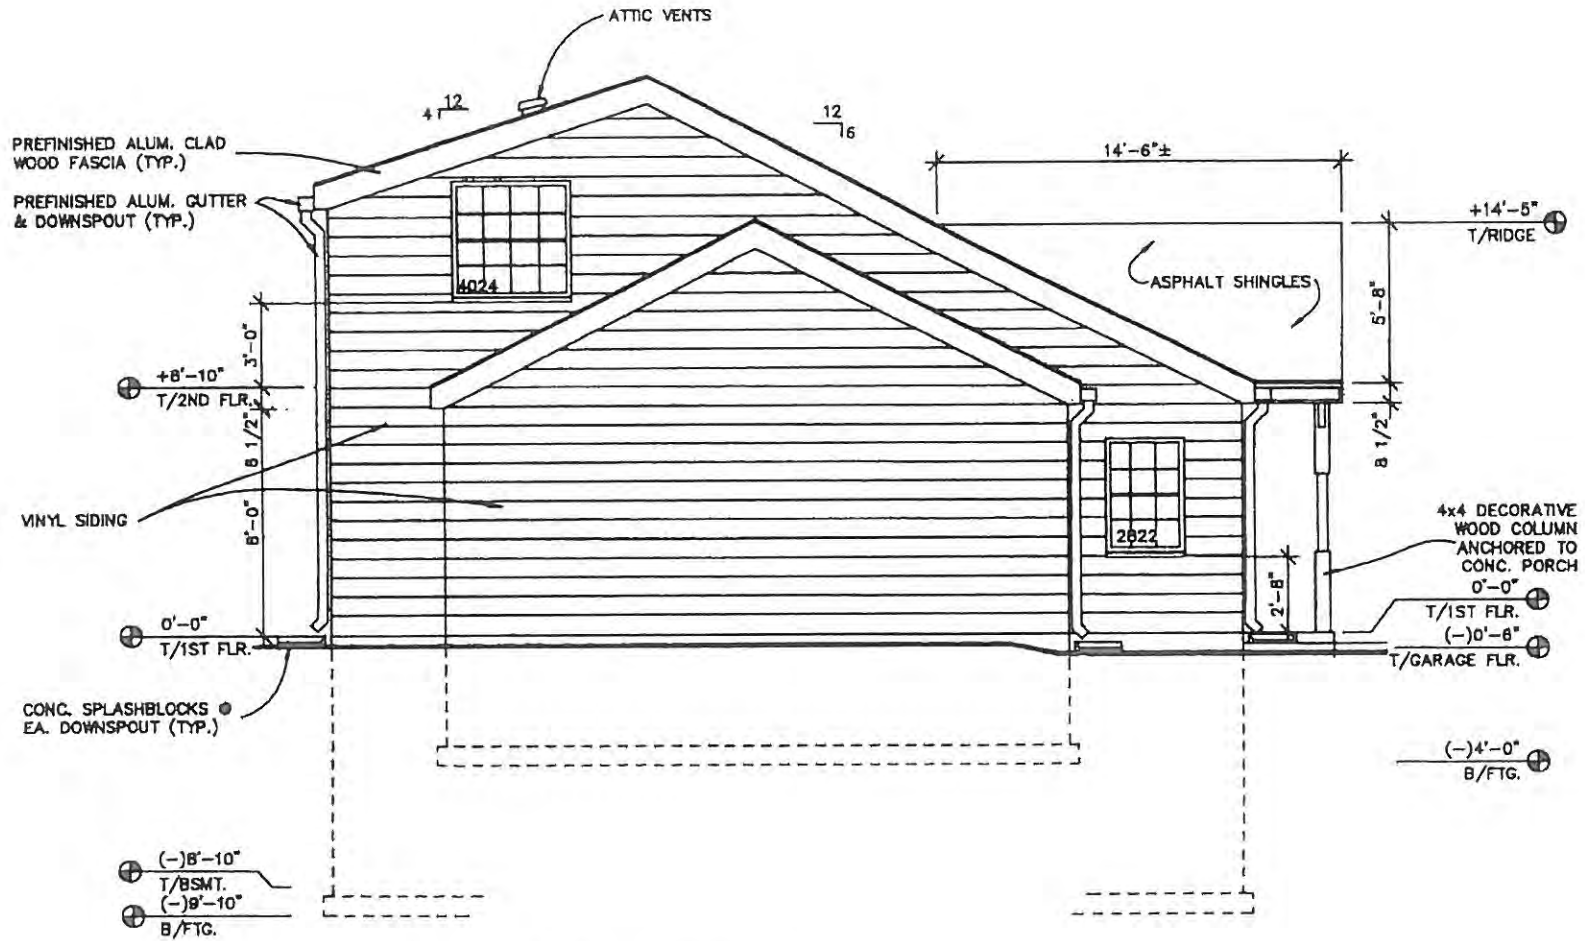 ATTIC VENTS
4
12
12
6
PREFINISHED ALUM. CLAD
WOOD FASCIA (TYP.)
14'-6"±
PREFINISHED ALUM. GUTTER
& DOWNSPOUT (TYP.)
+14'-5"
T/RIDGE
4024
ASPHALT SHINGLES
5'-8"
3'-0"
+8'-10"
T/2ND FLR.
8 1/2"
8 1/2"
VINYL SIDING
8'-0"
2822
4x4 DECORATIVE
WOOD COLUMN
ANCHORED TO
CONC. PORCH
2'-8"
0'-0"
T/1ST FLR.
0'-0"
T/1ST FLR.
(-)0'-8"
T/GARAGE FLR.
CONC. SPLASHBLOCKS @
EA. DOWNSPOUT (TYP.)
(-)4'-0"
B/FTG.
(-)8'-10"
T/BSMT.
(-)9'-10"
B/FTG.